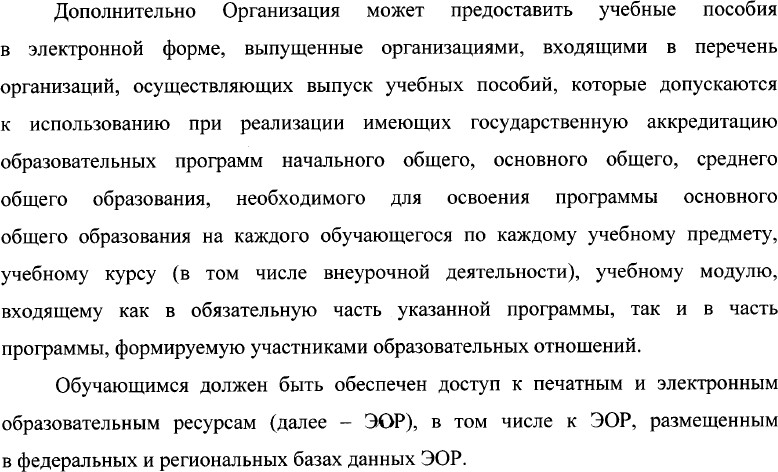 Дополнительно Организация может предоставить учебные пособия
в электронной форме, выпущенные организациями, входящими в перечень
организаций, осуществляющих выпуск учебных пособий, которые допускаются
к использованию при реализации имеющих государственную аккредитацию
образовательных программ начального общего, основного общего, среднего
общего образования, необходимого для освоения программы основного
общего образования на каждого обучающегося по каждому учебному предмету,
учебному курсу (в том числе внеурочной деятельности), учебному модулю,
входящему как в обязательную часть указанной программы, так и в часть
программы, формируемую участниками образовательных отношений.
Обучающимся должен быть обеспечен доступ к печатным и электронным
образовательным ресурсам (далее – ЭОР), в том числе к ЭОР, размещенным
в федеральных и региональных базах данных ЭОР.